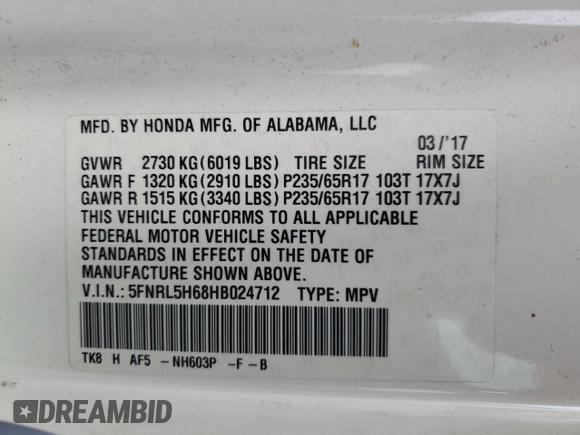 MFD. BY HONDA MFG. OF ALABAMA, LLC
03/'17
GVWR 2730 KG(6019 LBS) TIRE SIZE RIM SIZE
GAWR F 1320 KG(2910 LBS) P235/65R17 103T 17X7J
GAWR R 1515 KG(3340 LBS) P235/65R17 103T 17X7J
THIS VEHICLE CONFORMS TO ALL APPLICABLE
FEDERAL MOTOR VEHICLE SAFETY
STANDARDS IN EFFECT ON THE DATE OF
MANUFACTURE SHOWN ABOVE.
V.I.N.: 5FNRL5H68HB024712 TYPE: MPV
TK8 H AF5 -NH603P -F -B
DREAMBID